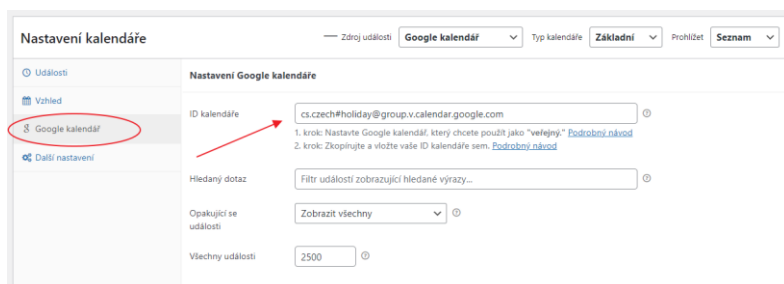 Nastavení kalendáře
— Zdroj události Google kalendář Typ kalendáře Základní Prohlížet Seznam
Události
Vzhled
Google kalendář
Další nastavení
Nastavení Google kalendáře
ID kalendáře cs.czech#holiday@group.v.calendar.google.com
1. krok: Nastavte Google kalendář, který chcete použít jako "veřejný." Podrobný návod
2. krok: Zkopírujte a vložte vaše ID kalendáře sem. Podrobný návod
Hledaný dotaz Filtr událostí zobrazující hledané výrazy...
Opakující se
události
Zobrazit všechny
Všechny události 2500